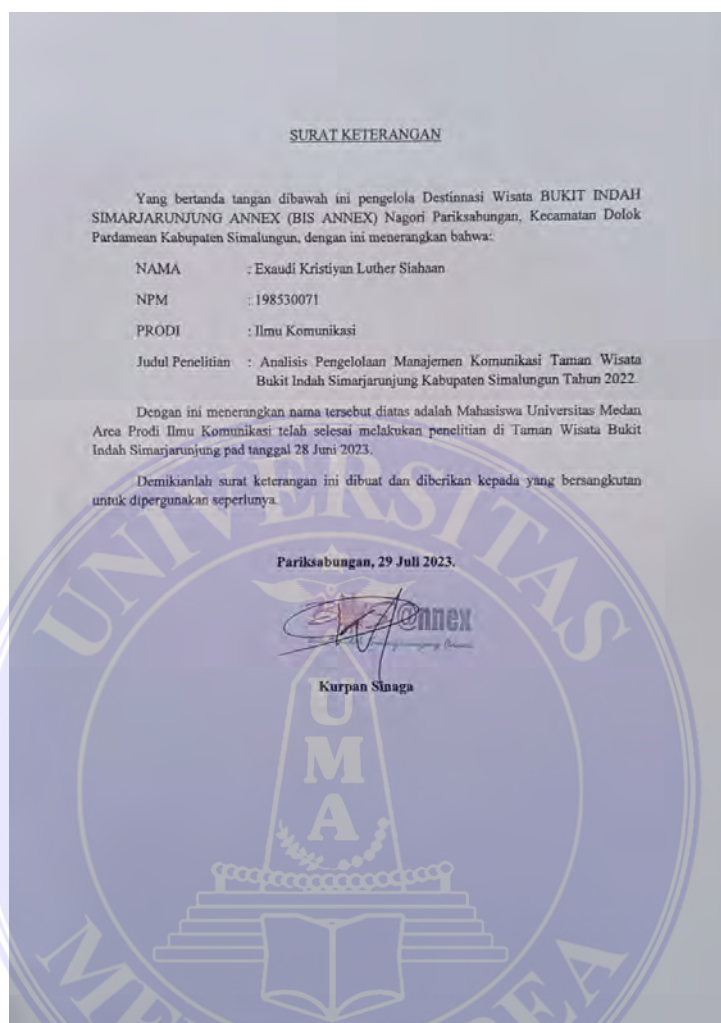 SURAT KETERANGAN
Yang bertanda tangan dibawah ini pengelola Destinnasi Wisata BUKIT INDAH
SIMARJARUNJUNG ANNEX (BIS ANNEX) Nagori Pariksabungan, Kecamatan Dolok
Pardamean Kabupaten Simalungun, dengan ini menerangkan bahwa:
NAMA : Exaudi Kristiyan Luther Siahaan
NPM : 198530071
PRODI : Ilmu Komunikasi
Judul Penelitian : Analisis Pengelolaan Manajemen Komunikasi Taman Wisata
Bukit Indah Simarjarunjung Kabupaten Simalungun Tahun 2022.
Dengan ini menerangkan nama tersebut diatas adalah Mahasiswa Universitas Medan
Area Prodi Ilmu Komunikasi telah selesai melakukan penelitian di Taman Wisata Bukit
Indah Simarjarunjung pad tanggal 28 Juni 2023.
Demikianlah surat keterangan ini dibuat dan diberikan kepada yang bersangkutan
untuk dipergunakan seperlunya.
Pariksabungan, 29 Juli 2023.
@nnex
Kurpan Sinaga
UNIVERSITAS
UMA